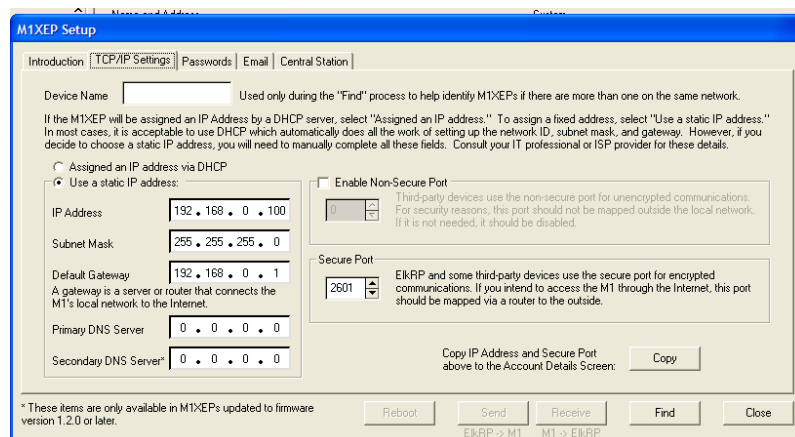 Name and Address
System
M1XEP Setup
Introduction
TCP/IP Settings
Passwords
Email
Central Station
Device Name
Used only during the "Find" process to help identify M1XEPs if there are more than one on the same network.
If the M1XEP will be assigned an IP Address by a DHCP server, select "Assigned an IP address." To assign a fixed address, select "Use a static IP address."
In most cases, it is acceptable to use DHCP which automatically does all the work of setting up the network ID, subnet mask, and gateway. However, if you
decide to choose a static IP address, you will need to manually complete all these fields. Consult your IT professional or ISP provider for these details.
Assigned an IP address via DHCP
Use a static IP address:
IP Address
192 . 168 . 0 . 100
Subnet Mask
255 . 255 . 255 . 0
Default Gateway
192 . 168 . 0 . 1
A gateway is a server or
router that connects the
M1's local network to the
Internet.
Primary DNS Server
0 . 0 . 0 . 0
Secondary DNS Server*
0 . 0 . 0 . 0
Enable Non-Secure Port
0
Third-party devices use the non-secure port for unencrypted communications.
For security reasons, this port should not be mapped outside the local network.
If it is not needed, it should be disabled.
Secure Port
2601
ElkRP and some third-party devices use the secure port for encrypted
communications. If you intend to access the M1 through the Internet, this port
should be mapped via a router to the outside.
Copy IP Address and Secure Port
above to the Account Details Screen:
Copy
* These items are only available in M1XEPs updated to firmware
version 1.2.0 or later.
Reboot
Send
Receive
Find
Close
ElkRP -> M1
M1 -> ElkRP